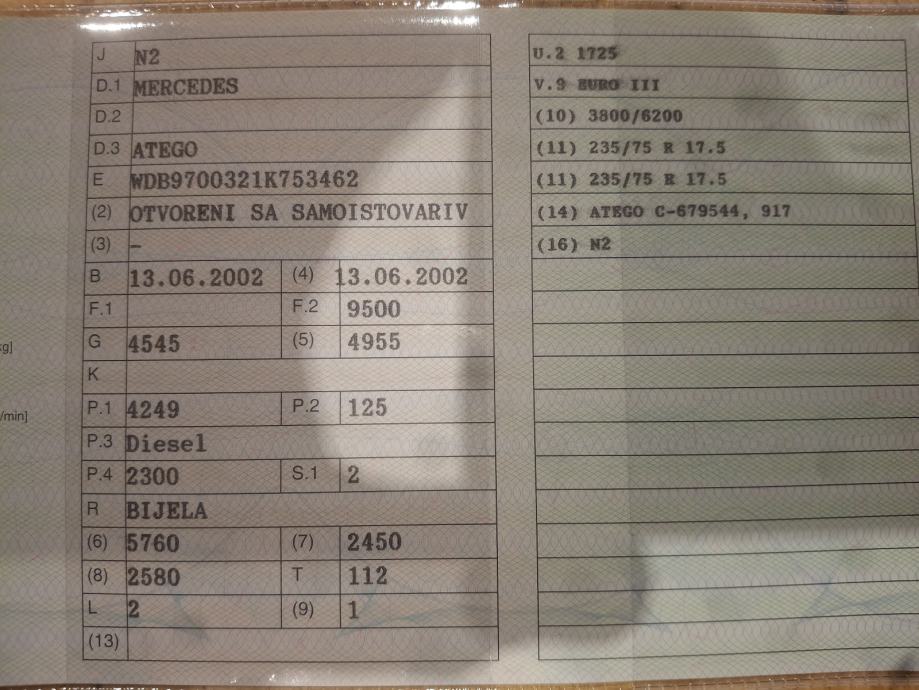 J N2
D.1 MERCEDES
D.2
D.3 ATEGO
E WDB9700321K753462
(2) OTVORENI SA SAMOISTOVARIV
(3) –
B 13.06.2002 (4) 13.06.2002
F.1 F.2 9500
G 4545 (5) 4955
K
P.1 4249 P.2 125
P.3 Diesel
P.4 2300 S.1 2
R BIJELA
(6) 5760 (7) 2450
(8) 2580 T 112
L 2 (9) 1
(13)
kg]
/min]
U.2 1725
V.9 EURO III
(10) 3800/6200
(11) 235/75 R 17.5
(11) 235/75 R 17.5
(14) ATEGO C-679544, 917
(16) N2